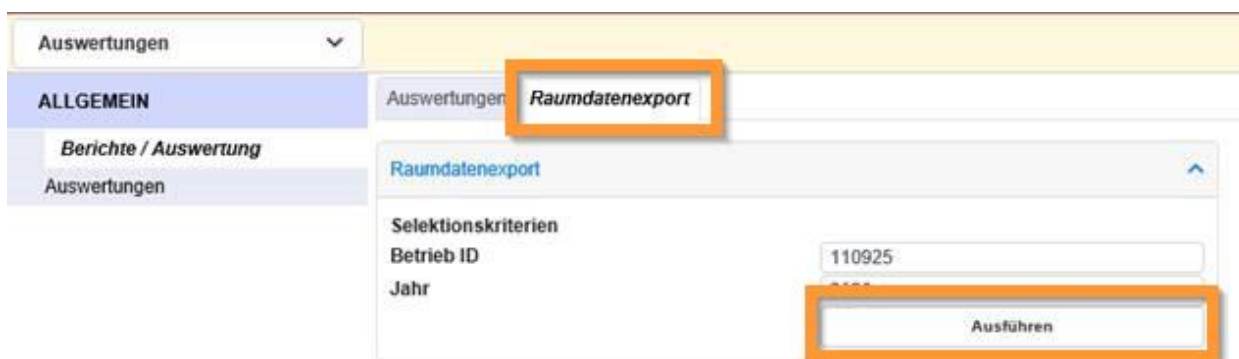 Auswertungen
ALLGEMEIN
Berichte / Auswertung
Auswertungen
Auswertungen Raumdatenexport
Raumdatenexport
Selektionskriterien
Betrieb ID 110925
Jahr
Ausführen